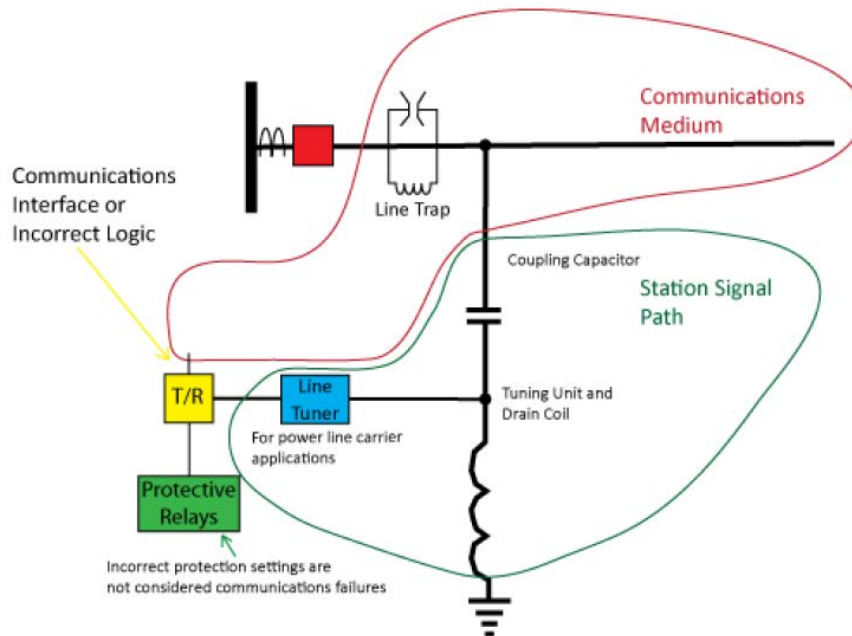 Communications
Medium
Communications
Interface or
Incorrect Logic
Line Trap
Coupling Capacitor
Station Signal
Path
T/R
Line
Tuner
Tuning Unit and
Drain Coil
For power line carrier
applications
Protective
Relays
Incorrect protection settings are
not considered communications failures